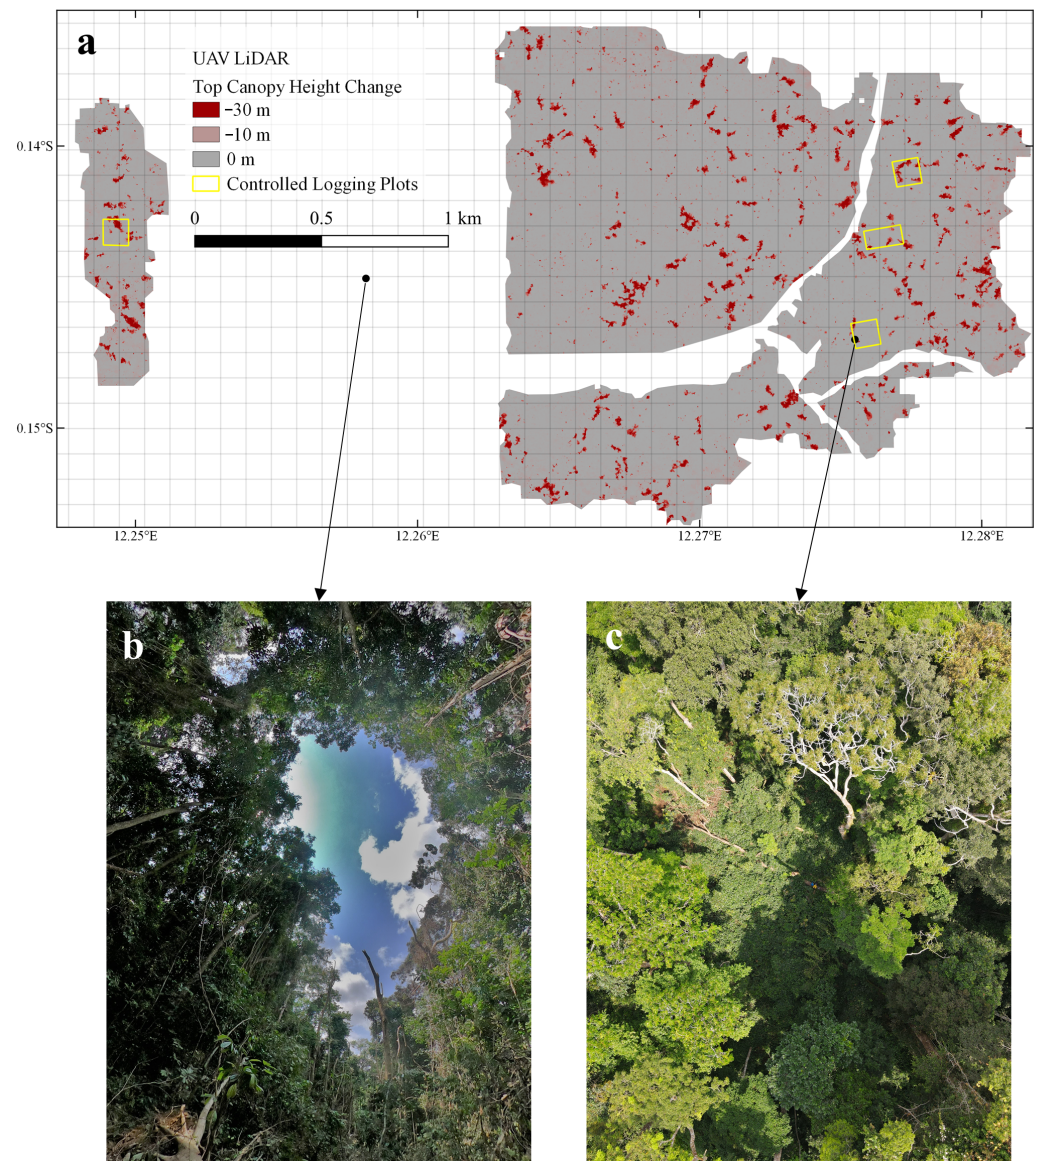 a
UAV LiDAR
Top Canopy Height Change
−30 m
−10 m
0 m
Controlled Logging Plots
0 0.5 1 km
0.14°S
0.15°S
12.25°E 12.26°E 12.27°E 12.28°E
b
c